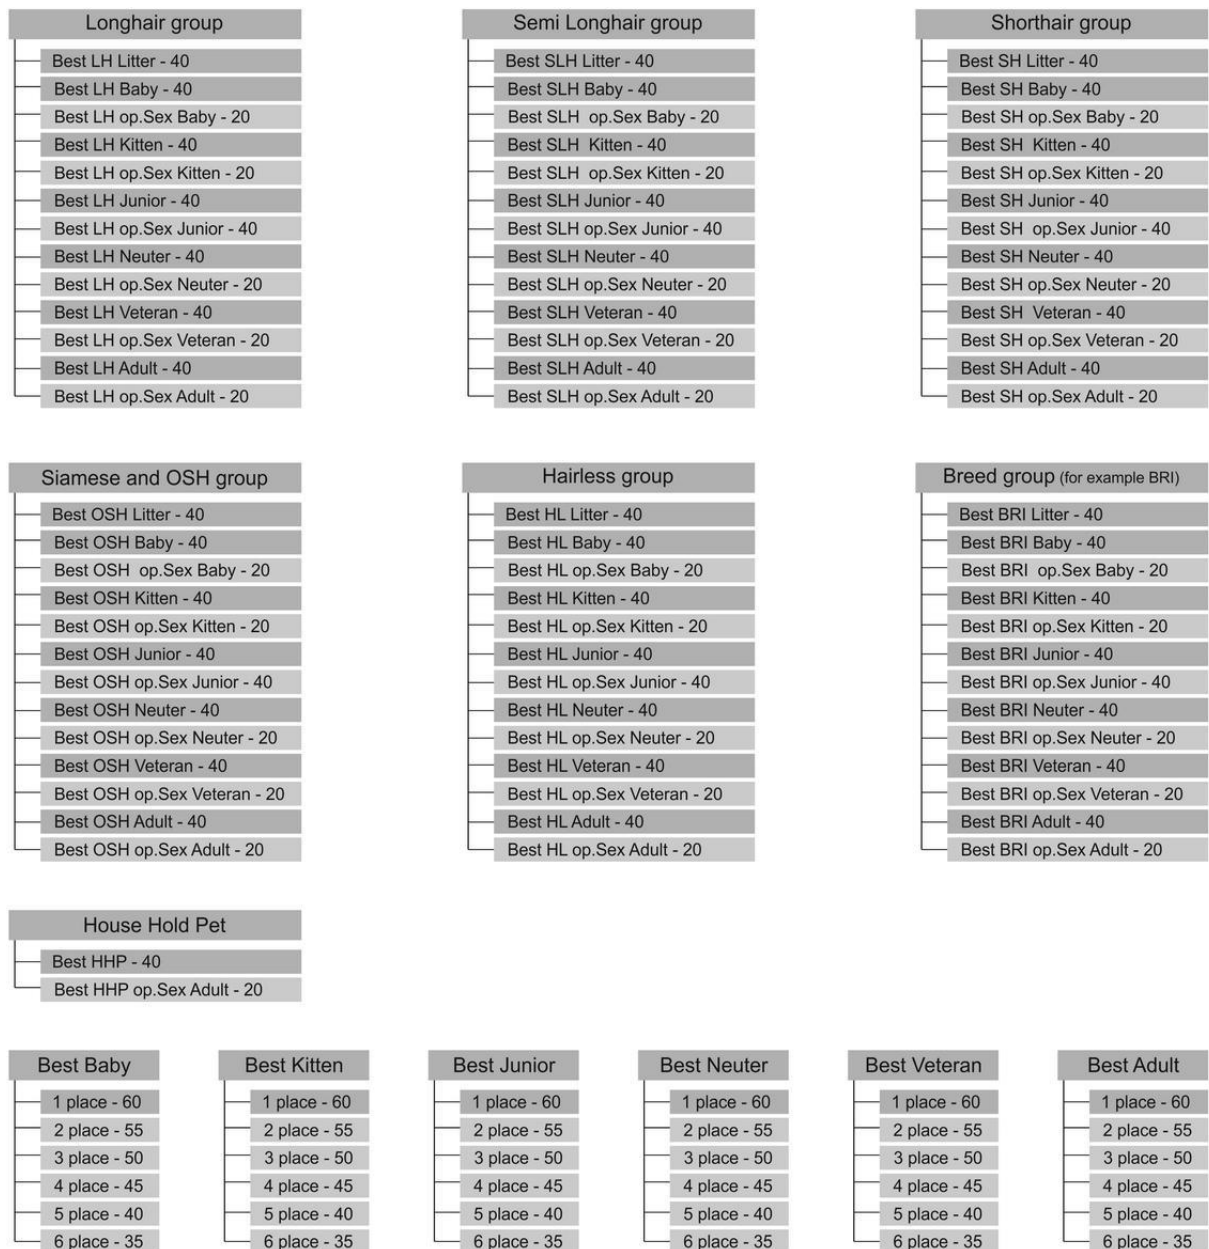 Longhair group
Best LH Litter - 40
Best LH Baby - 40
Best LH op.Sex Baby - 20
Best LH Kitten - 40
Best LH op.Sex Kitten - 20
Best LH Junior - 40
Best LH op.Sex Junior - 40
Best LH Neuter - 40
Best LH op.Sex Neuter - 20
Best LH Veteran - 40
Best LH op.Sex Veteran - 20
Best LH Adult - 40
Best LH op.Sex Adult - 20
Semi Longhair group
Best SLH Litter - 40
Best SLH Baby - 40
Best SLH op.Sex Baby - 20
Best SLH Kitten - 40
Best SLH op.Sex Kitten - 20
Best SLH Junior - 40
Best SLH op.Sex Junior - 40
Best SLH Neuter - 40
Best SLH op.Sex Neuter - 20
Best SLH Veteran - 40
Best SLH op.Sex Veteran - 20
Best SLH Adult - 40
Best SLH op.Sex Adult - 20
Shorthair group
Best SH Litter - 40
Best SH Baby - 40
Best SH op.Sex Baby - 20
Best SH Kitten - 40
Best SH op.Sex Kitten - 20
Best SH Junior - 40
Best SH op.Sex Junior - 40
Best SH Neuter - 40
Best SH op.Sex Neuter - 20
Best SH Veteran - 40
Best SH op.Sex Veteran - 20
Best SH Adult - 40
Best SH op.Sex Adult - 20
Siamese and OSH group
Best OSH Litter - 40
Best OSH Baby - 40
Best OSH op.Sex Baby - 20
Best OSH Kitten - 40
Best OSH op.Sex Kitten - 20
Best OSH Junior - 40
Best OSH op.Sex Junior - 40
Best OSH Neuter - 40
Best OSH op.Sex Neuter - 20
Best OSH Veteran - 40
Best OSH op.Sex Veteran - 20
Best OSH Adult - 40
Best OSH op.Sex Adult - 20
Hairless group
Best HL Litter - 40
Best HL Baby - 40
Best HL op.Sex Baby - 20
Best HL Kitten - 40
Best HL op.Sex Kitten - 20
Best HL Junior - 40
Best HL op.Sex Junior - 40
Best HL Neuter - 40
Best HL op.Sex Neuter - 20
Best HL Veteran - 40
Best HL op.Sex Veteran - 20
Best HL Adult - 40
Best HL op.Sex Adult - 20
Breed group (for example BRI)
Best BRI Litter - 40
Best BRI Baby - 40
Best BRI op.Sex Baby - 20
Best BRI Kitten - 40
Best BRI op.Sex Kitten - 20
Best BRI Junior - 40
Best BRI op.Sex Junior - 40
Best BRI Neuter - 40
Best BRI op.Sex Neuter - 20
Best BRI Veteran - 40
Best BRI op.Sex Veteran - 20
Best BRI Adult - 40
Best BRI op.Sex Adult - 20
House Hold Pet
Best HHP - 40
Best HHP op.Sex Adult - 20
Best Baby
1 place - 60
2 place - 55
3 place - 50
4 place - 45
5 place - 40
6 place - 35
Best Kitten
1 place - 60
2 place - 55
3 place - 50
4 place - 45
5 place - 40
6 place - 35
Best Junior
1 place - 60
2 place - 55
3 place - 50
4 place - 45
5 place - 40
6 place - 35
Best Neuter
1 place - 60
2 place - 55
3 place - 50
4 place - 45
5 place - 40
6 place - 35
Best Veteran
1 place - 60
2 place - 55
3 place - 50
4 place - 45
5 place - 40
6 place - 35
Best Adult
1 place - 60
2 place - 55
3 place - 50
4 place - 45
5 place - 40
6 place - 35